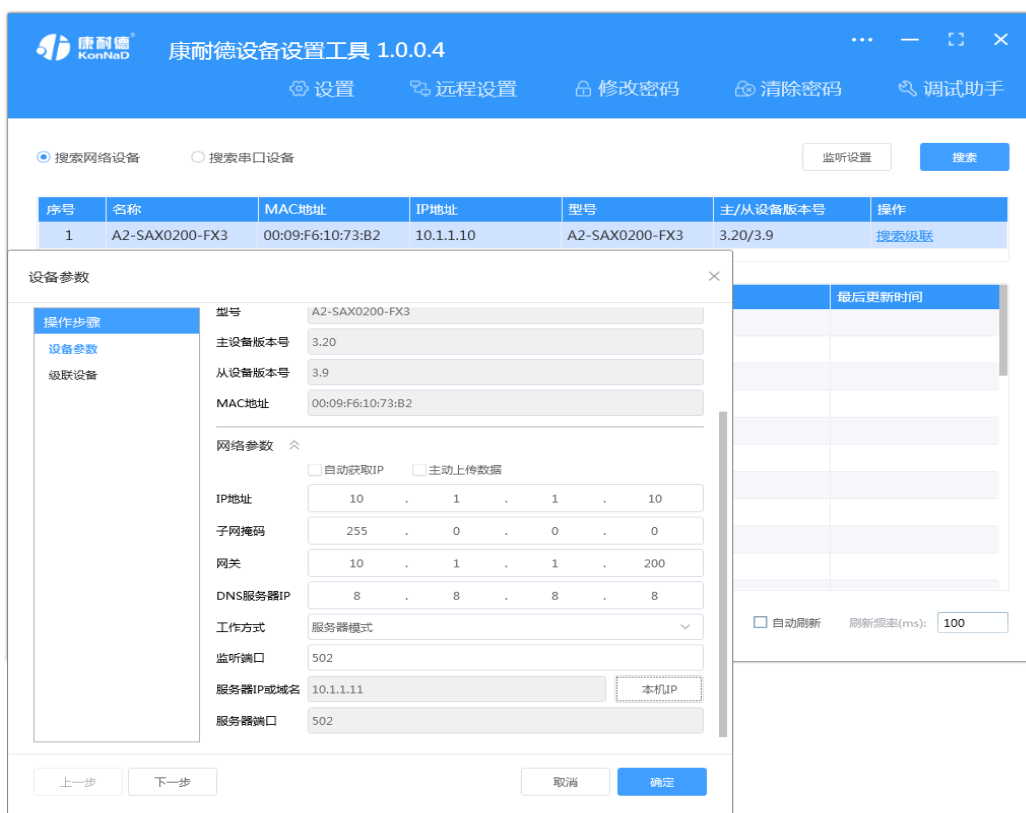 康耐德®
KonNaD
康耐德设备设置工具 1.0.0.4
设置 远程设置 修改密码 清除密码 调试助手
搜索网络设备 搜索串口设备 监听设置 搜索
序号 名称 MAC地址 IP地址 型号 主/从设备版本号 操作
1 A2-SAX0200-FX3 00:09:F6:10:73:B2 10.1.1.10 A2-SAX0200-FX3 3.20/3.9 搜索级联
设备参数
最后更新时间
操作步骤
设备参数
级联设备
型号 A2-SAX0200-FX3
主设备版本号 3.20
从设备版本号 3.9
MAC地址 00:09:F6:10:73:B2
网络参数
自动获取IP 主动上传数据
IP地址 10 . 1 . 1 . 10
子网掩码 255 . 0 . 0 . 0
网关 10 . 1 . 1 . 200
DNS服务器IP 8 . 8 . 8 . 8
工作方式 服务器模式
自动刷新 刷新频率(ms): 100
监听端口 502
服务器IP或域名 10.1.1.11 本机IP
服务器端口 502
上一步 下一步 取消 确定